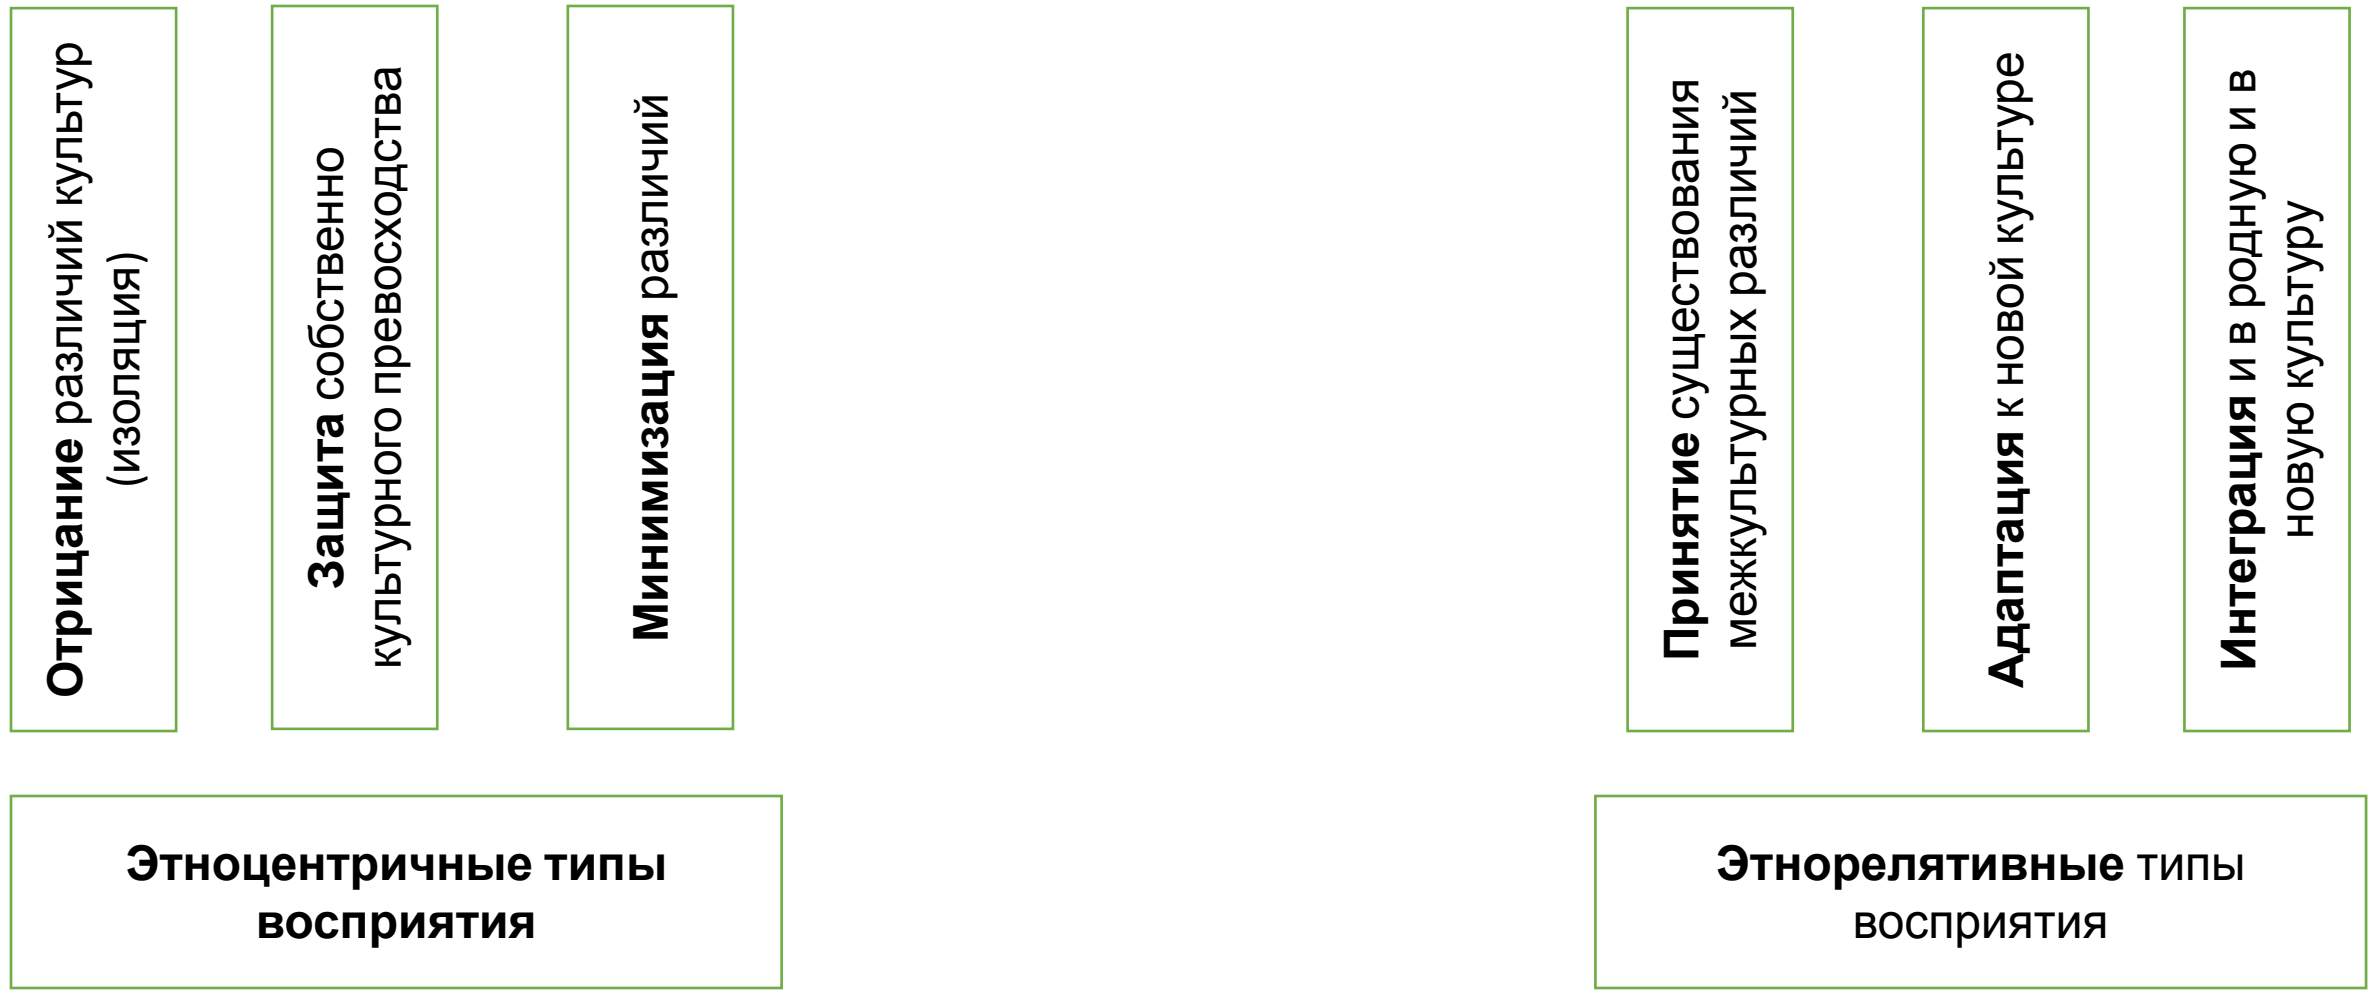 Отрицание различий культур
(изоляция)
Защита собственно
культурного превосходства
Минимизация различий
Принятие существования
межкультурных различий
Адаптация к новой культуре
Интеграция и в родную и в
новую культуру
Этноцентричные типы
восприятия
Этнорелятивные типы
восприятия